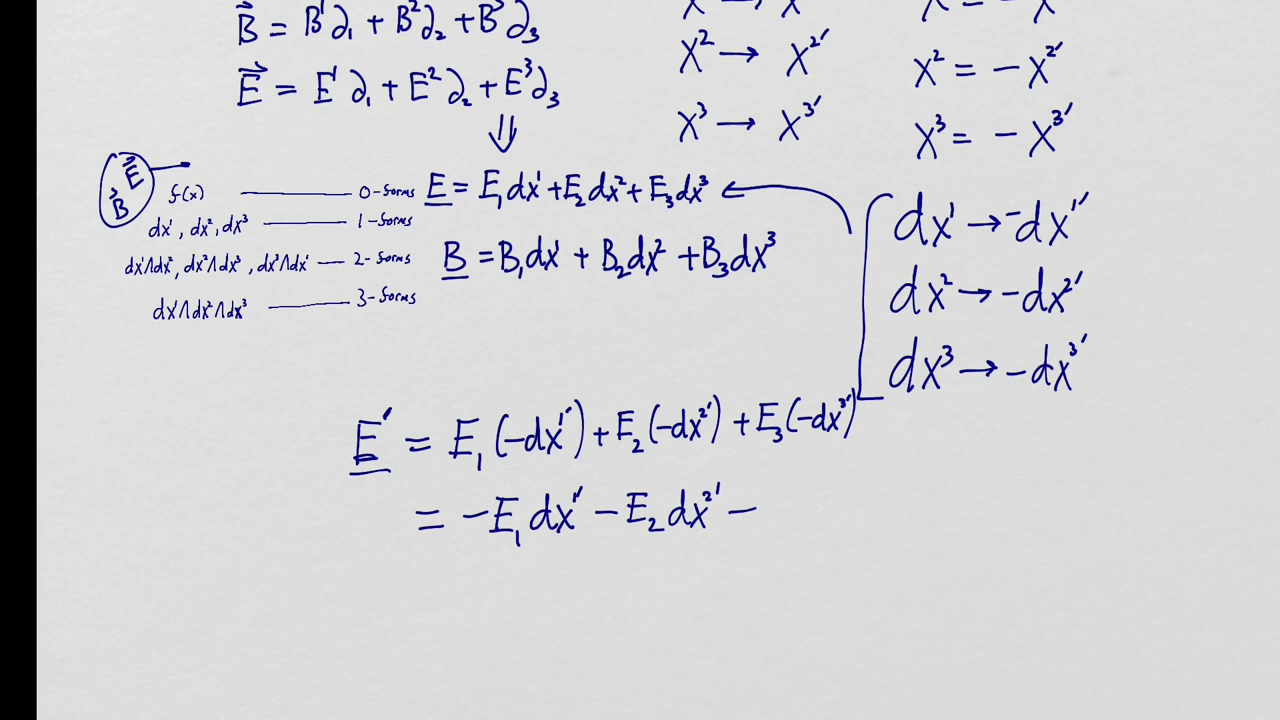 B⃗ = B¹∂₁ + B²∂₂ + B³∂₃
E⃗ = E¹∂₁ + E²∂₂ + E³∂₃
⇓
X² → X²′
X³ → X³′
X² = − X²′
X³ = − X³′
E⃗
B⃗
f(x) — 0-forms
dx¹, dx², dx³ — 1-forms
dx¹∧dx², dx²∧dx³, dx³∧dx¹ — 2-forms
dx¹∧dx²∧dx³ — 3-forms
E = E₁dx¹ + E₂dx² + E₃dx³
B = B₁dx¹ + B₂dx² + B₃dx³
dx¹ → −dx¹′
dx² → −dx²′
dx³ → −dx³′
E′ = E₁(−dx¹′) + E₂(−dx²′) + E₃(−dx³′)
= −E₁dx¹′ − E₂dx²′ −